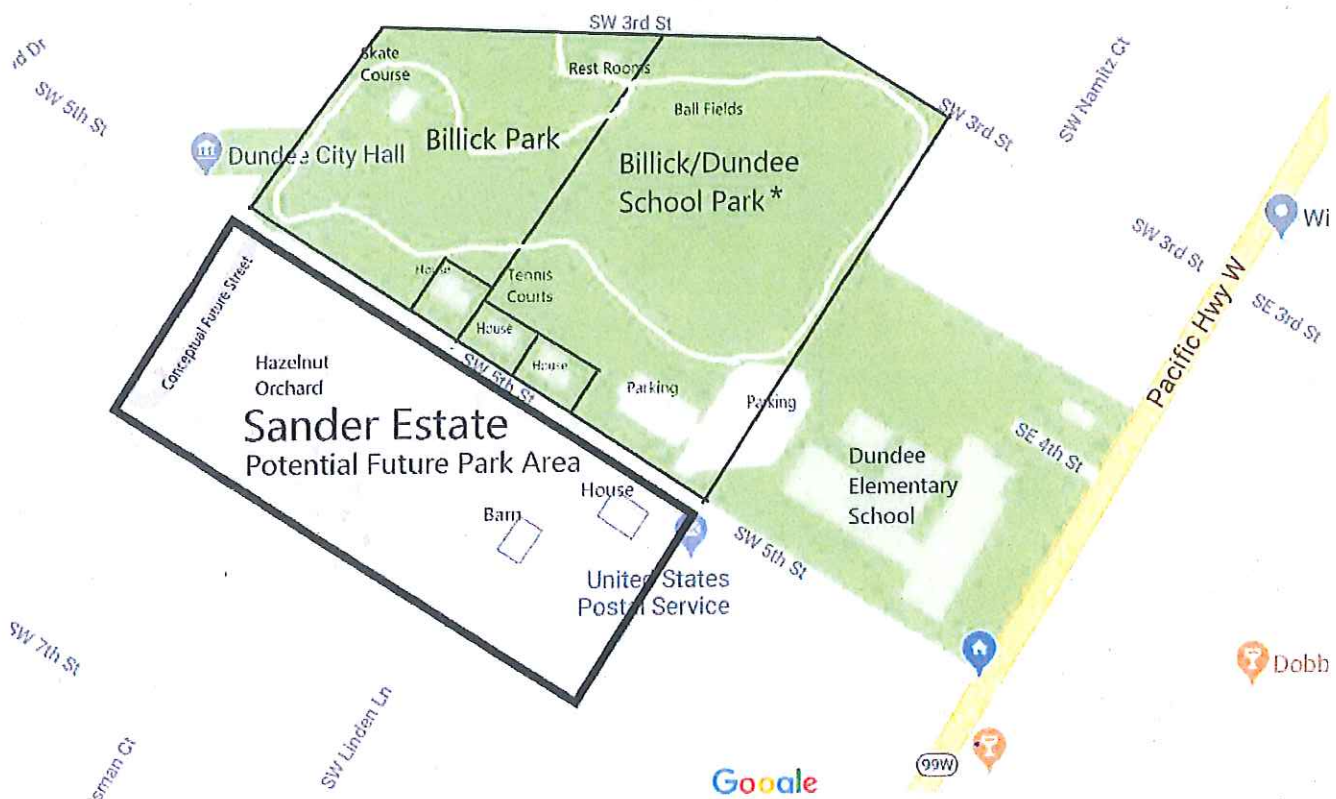 SW 3rd St
rd Dr
SW 5th St
Skate
Course
Rest Rooms
Ball Fields
SW 3rd St
SW Namitz Ct
Dundee City Hall
Billick Park
Billick/Dundee
School Park*
Wi
SW 3rd St
SE 3rd St
Pacific Hwy W
Conceptual Future Street
House
Tennis
Courts
House
House
SW 5th St
Hazelnut
Orchard
Parking
Parking
Sander Estate
Potential Future Park Area
House
Barn
Dundee
Elementary
School
SE 4th St
SW 5th St
United States
Postal Service
SW 7th St
SW Linden Ln
sman Ct
Dobb
99W
Google